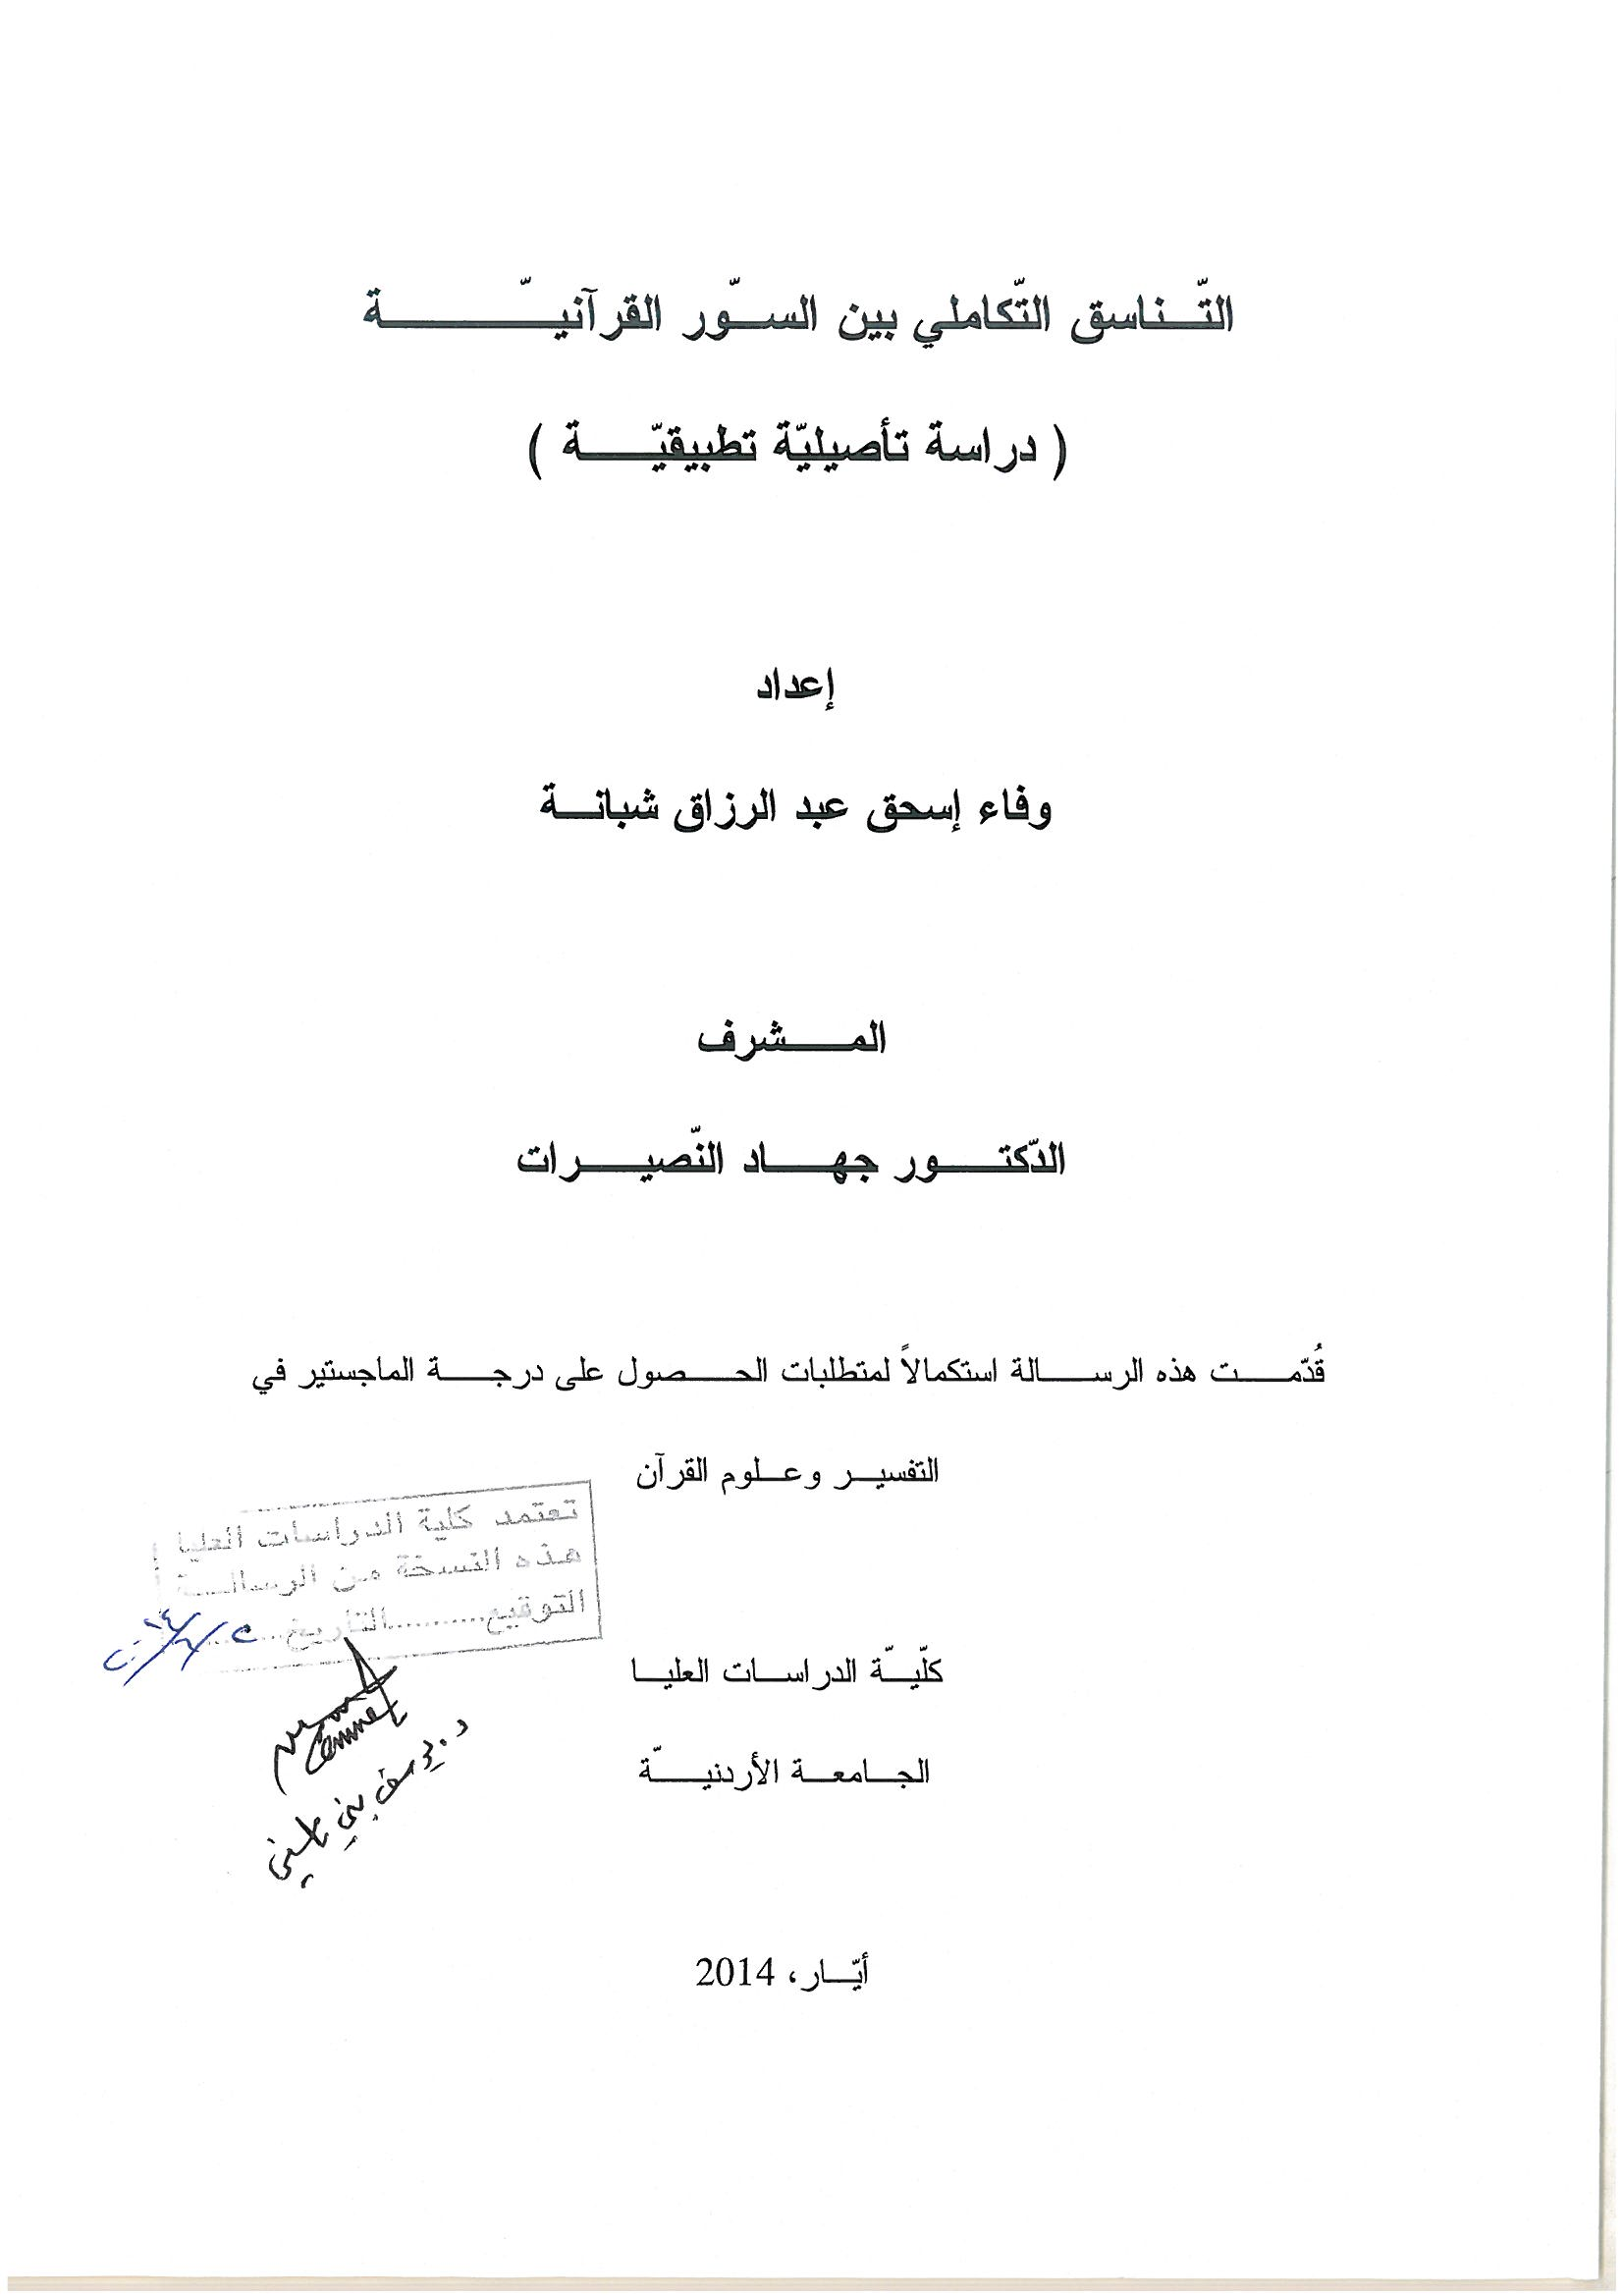 التّناسق التّكاملي بين السّور القرآنيّة
( دراسة تأصيليّة تطبيقيّة )
إعداد
وفاء إسحق عبد الرزاق شبانة
المشرف
الدّكتور جهاد النّصيرات
قُدّمت هذه الرسالة استكمالاً لمتطلبات الحصول على درجة الماجستير في
التفسير وعلوم القرآن
تعتمد كلية الدراسات العليا
هذه النسخة من الرسالة
التوقيع...........التاريخ...........
كلّيّة الدراسات العليا
الجامعة الأردنيّة
أيّار، 2014